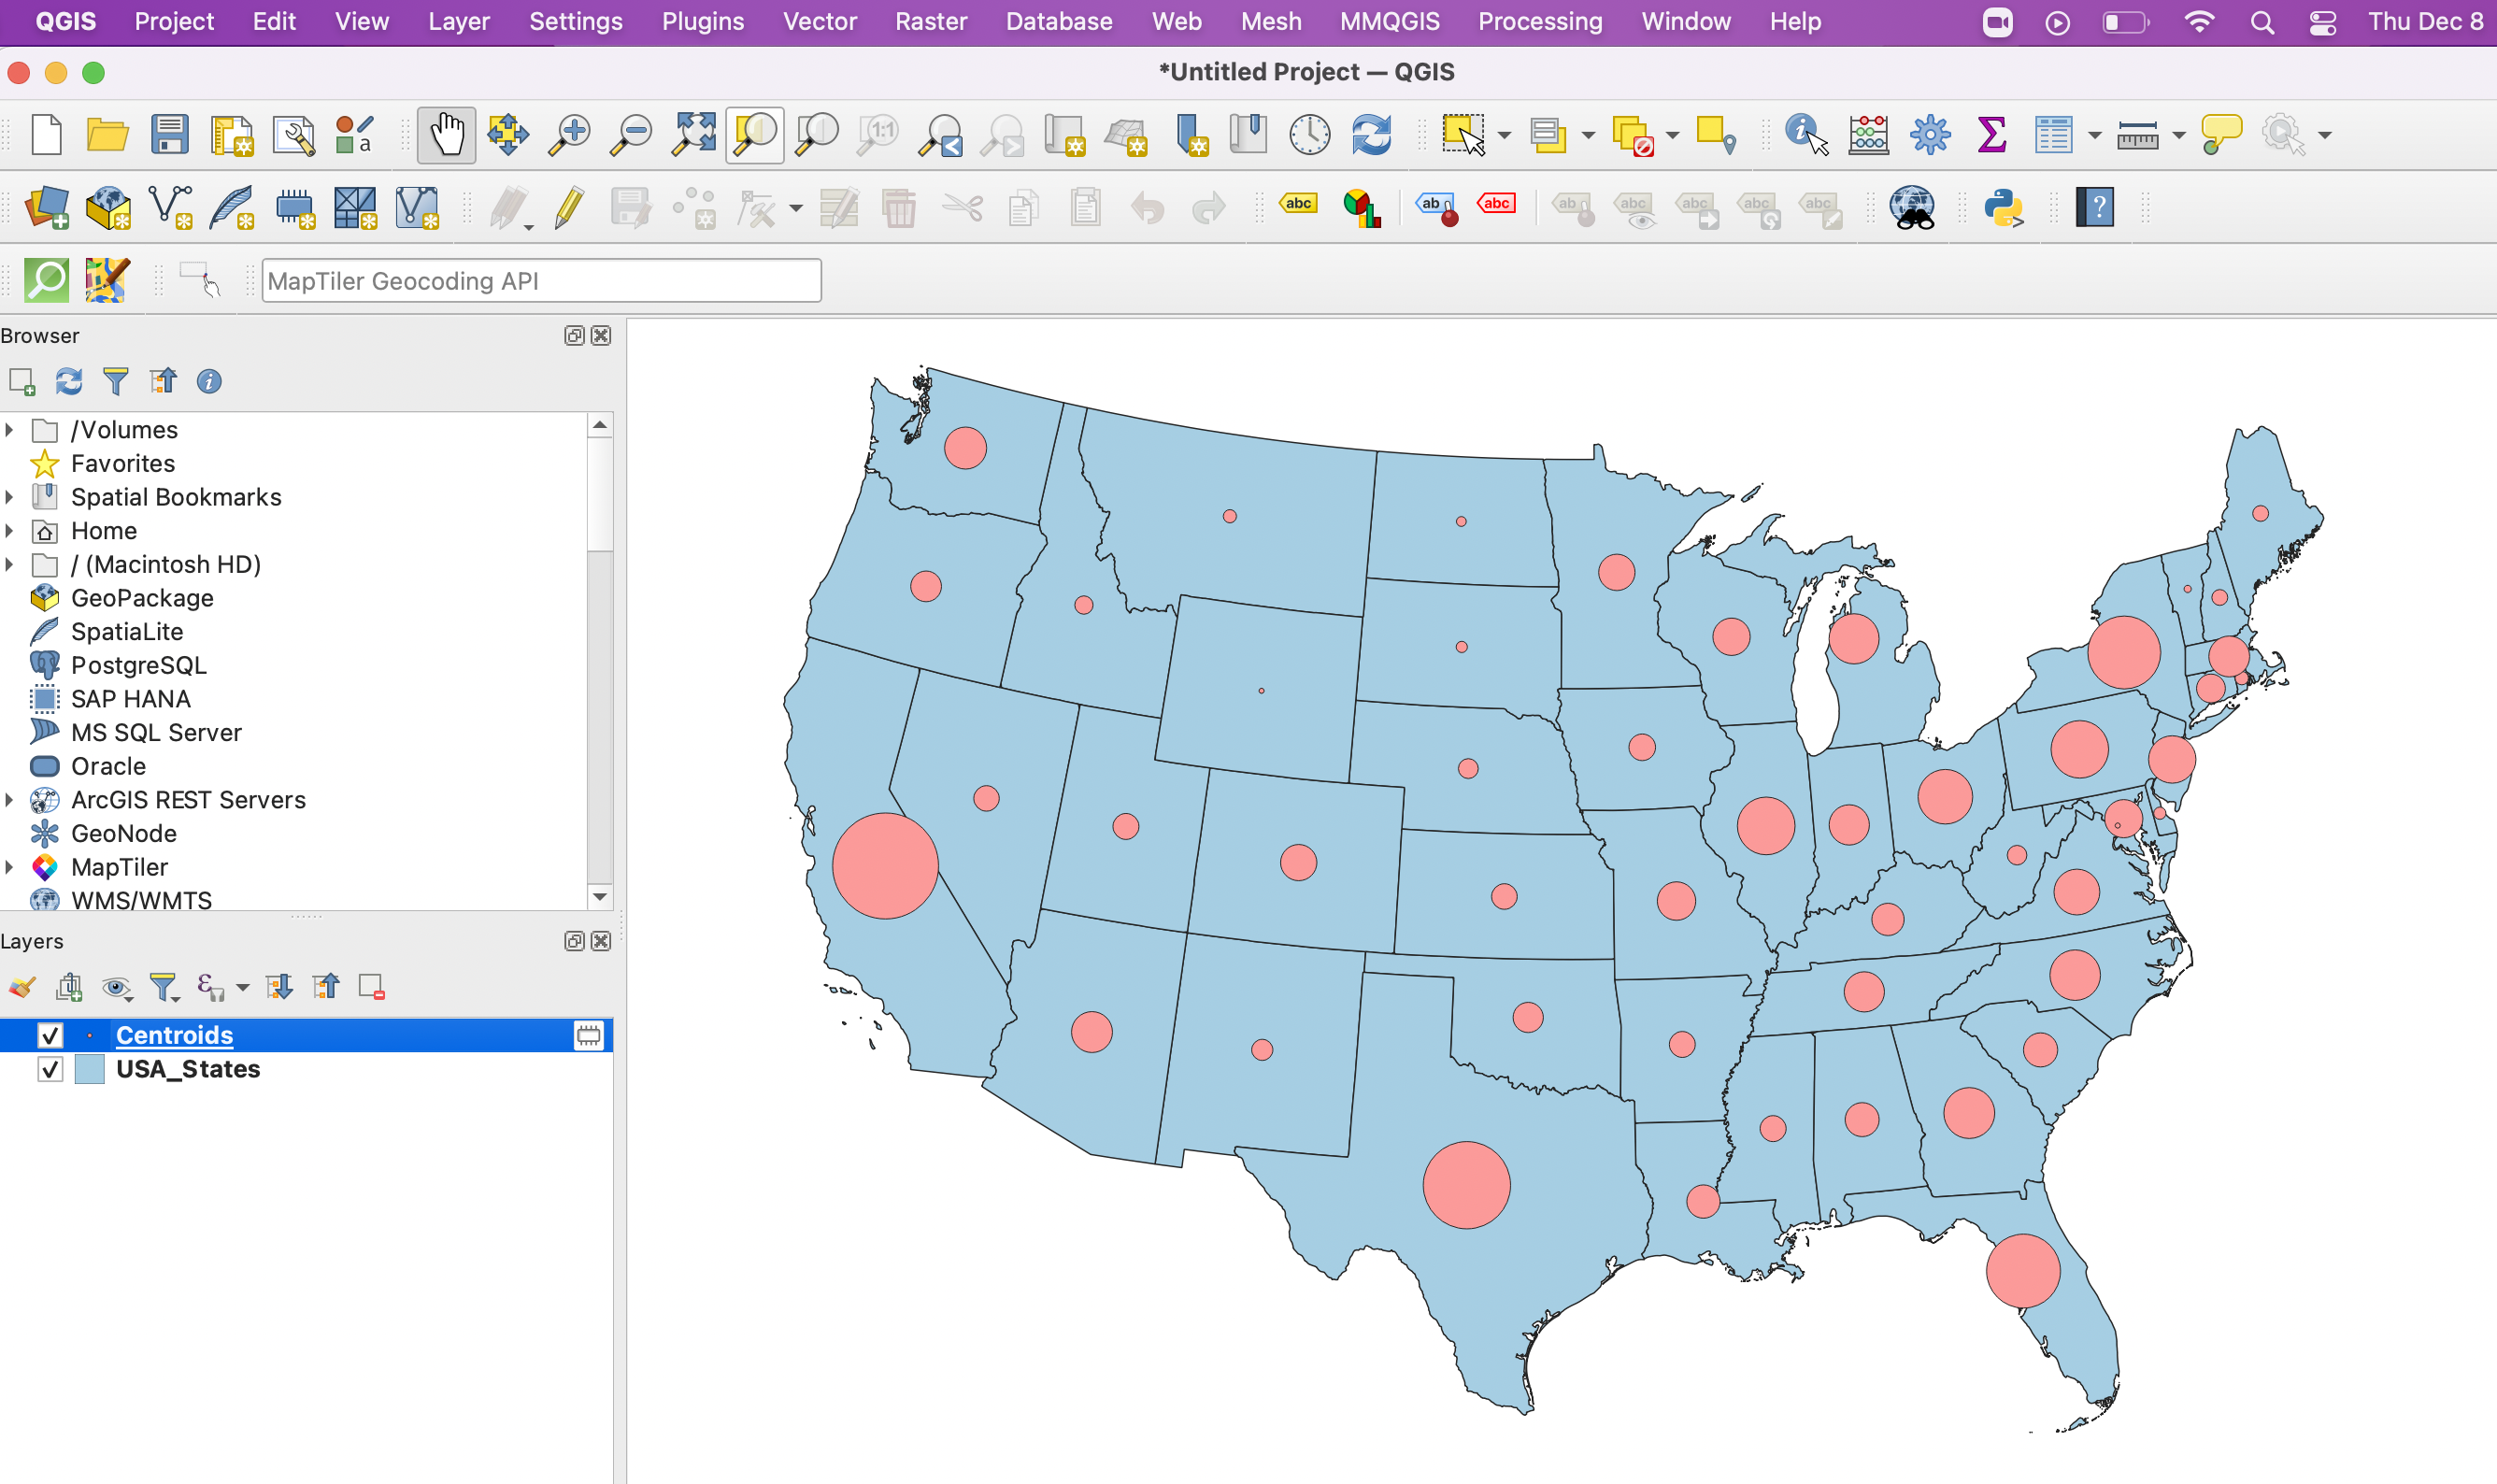 QGIS Project Edit View Layer Settings Plugins Vector Raster Database Web Mesh MMQGIS Processing Window Help Thu Dec 8
*Untitled Project — QGIS
1:1
a
abc ab abc ab abc abc abc abc
?
MapTiler Geocoding API
Browser
/Volumes
Favorites
Spatial Bookmarks
Home
/ (Macintosh HD)
GeoPackage
SpatiaLite
PostgreSQL
SAP HANA
MS SQL Server
Oracle
ArcGIS REST Servers
GeoNode
MapTiler
WMS/WMTS
Layers
Centroids
USA_States